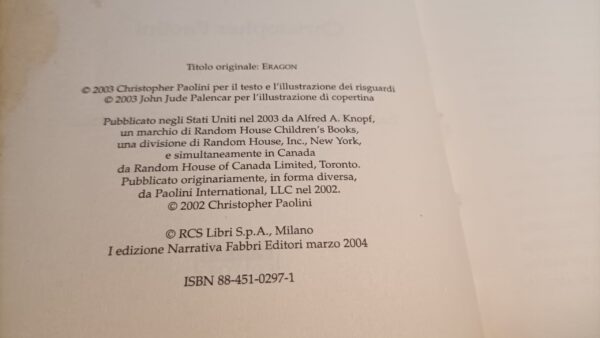 Titolo originale: ERAGON
© 2003 Christopher Paolini per il testo e l'illustrazione dei risguardi
© 2003 John Jude Palencar per l'illustrazione di copertina
Pubblicato negli Stati Uniti nel 2003 da Alfred A. Knopf,
un marchio di Random House Children's Books,
una divisione di Random House, Inc., New York,
e simultaneamente in Canada
da Random House of Canada Limited, Toronto.
Pubblicato originariamente, in forma diversa,
da Paolini International, LLC nel 2002.
© 2002 Christopher Paolini
© RCS Libri S.p.A., Milano
I edizione Narrativa Fabbri Editori marzo 2004
ISBN 88-451-0297-1